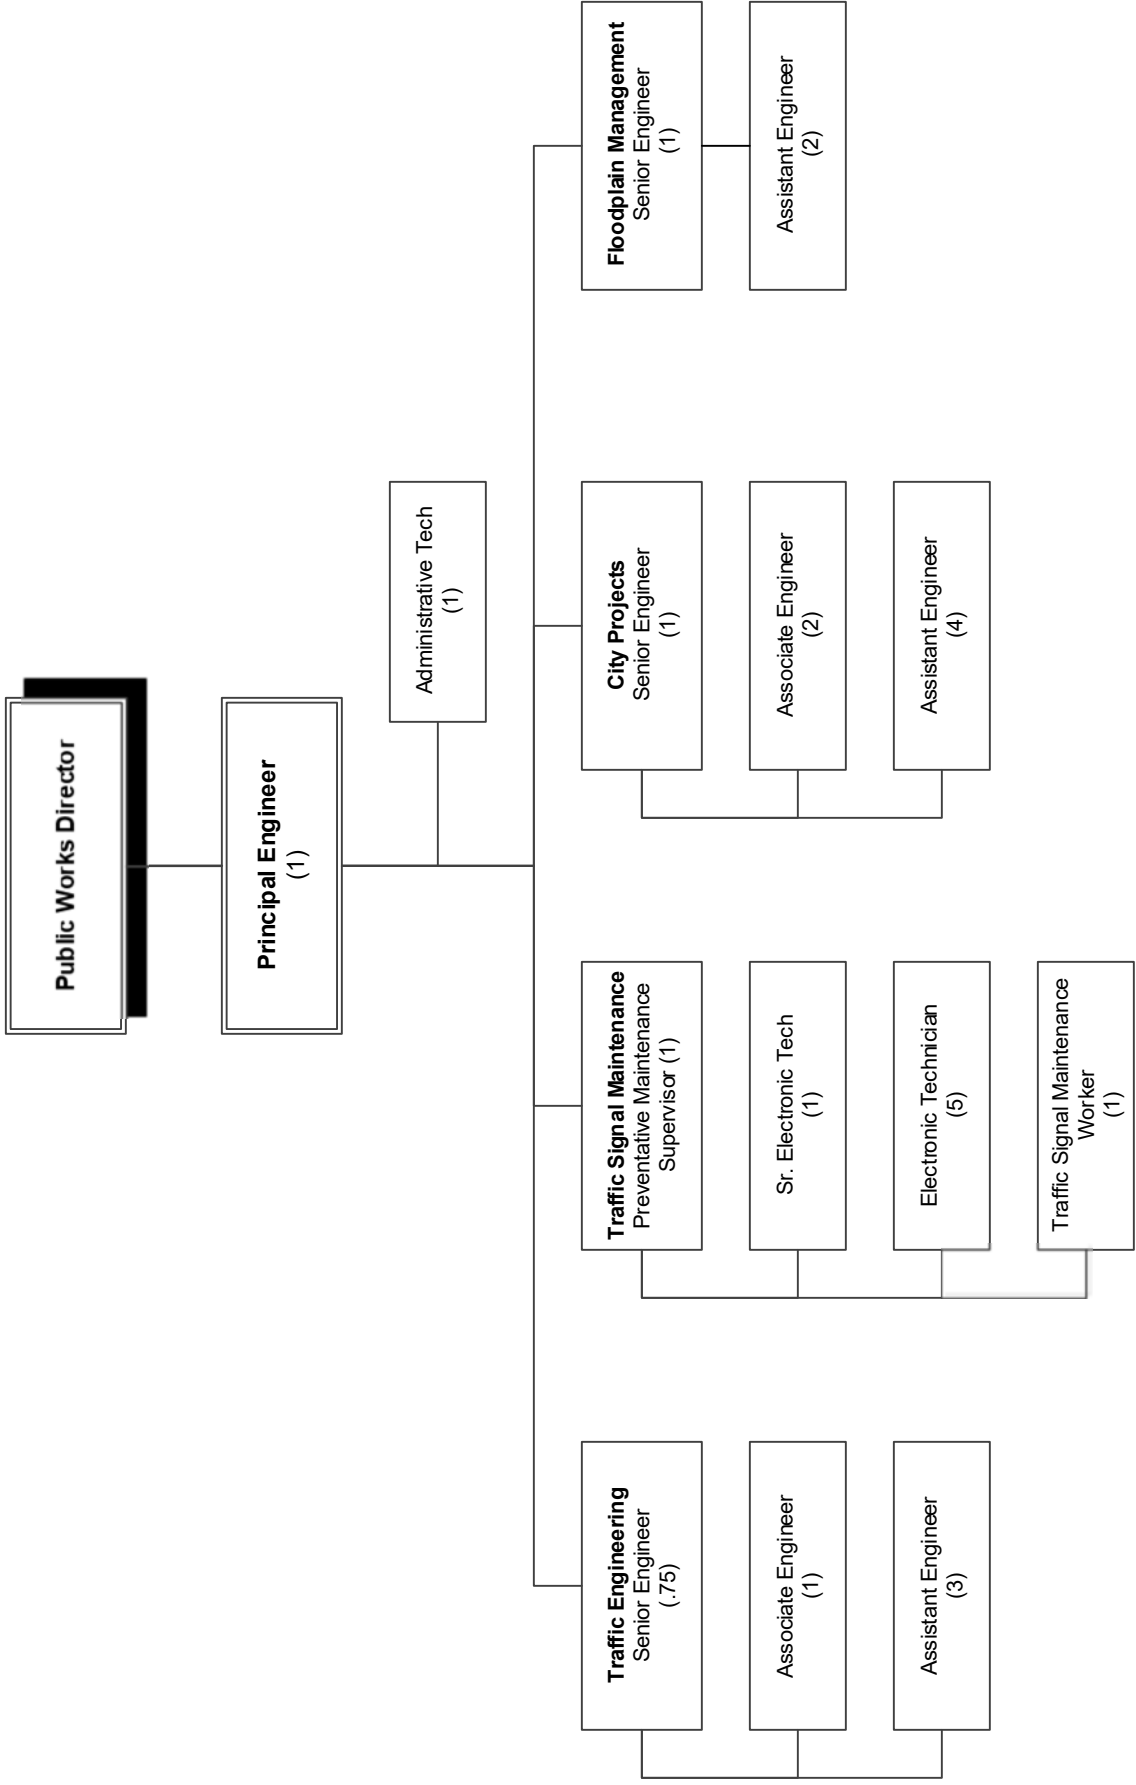 Public Works Director
Principal Engineer
(1)
Administrative Tech
(1)
Traffic Engineering
Senior Engineer
(.75)
Associate Engineer
(1)
Assistant Engineer
(3)
Traffic Signal Maintenance
Preventative Maintenance
Supervisor (1)
Sr. Electronic Tech
(1)
Electronic Technician
(5)
Traffic Signal Maintenance
Worker
(1)
City Projects
Senior Engineer
(1)
Associate Engineer
(2)
Assistant Engineer
(4)
Floodplain Management
Senior Engineer
(1)
Assistant Engineer
(2)